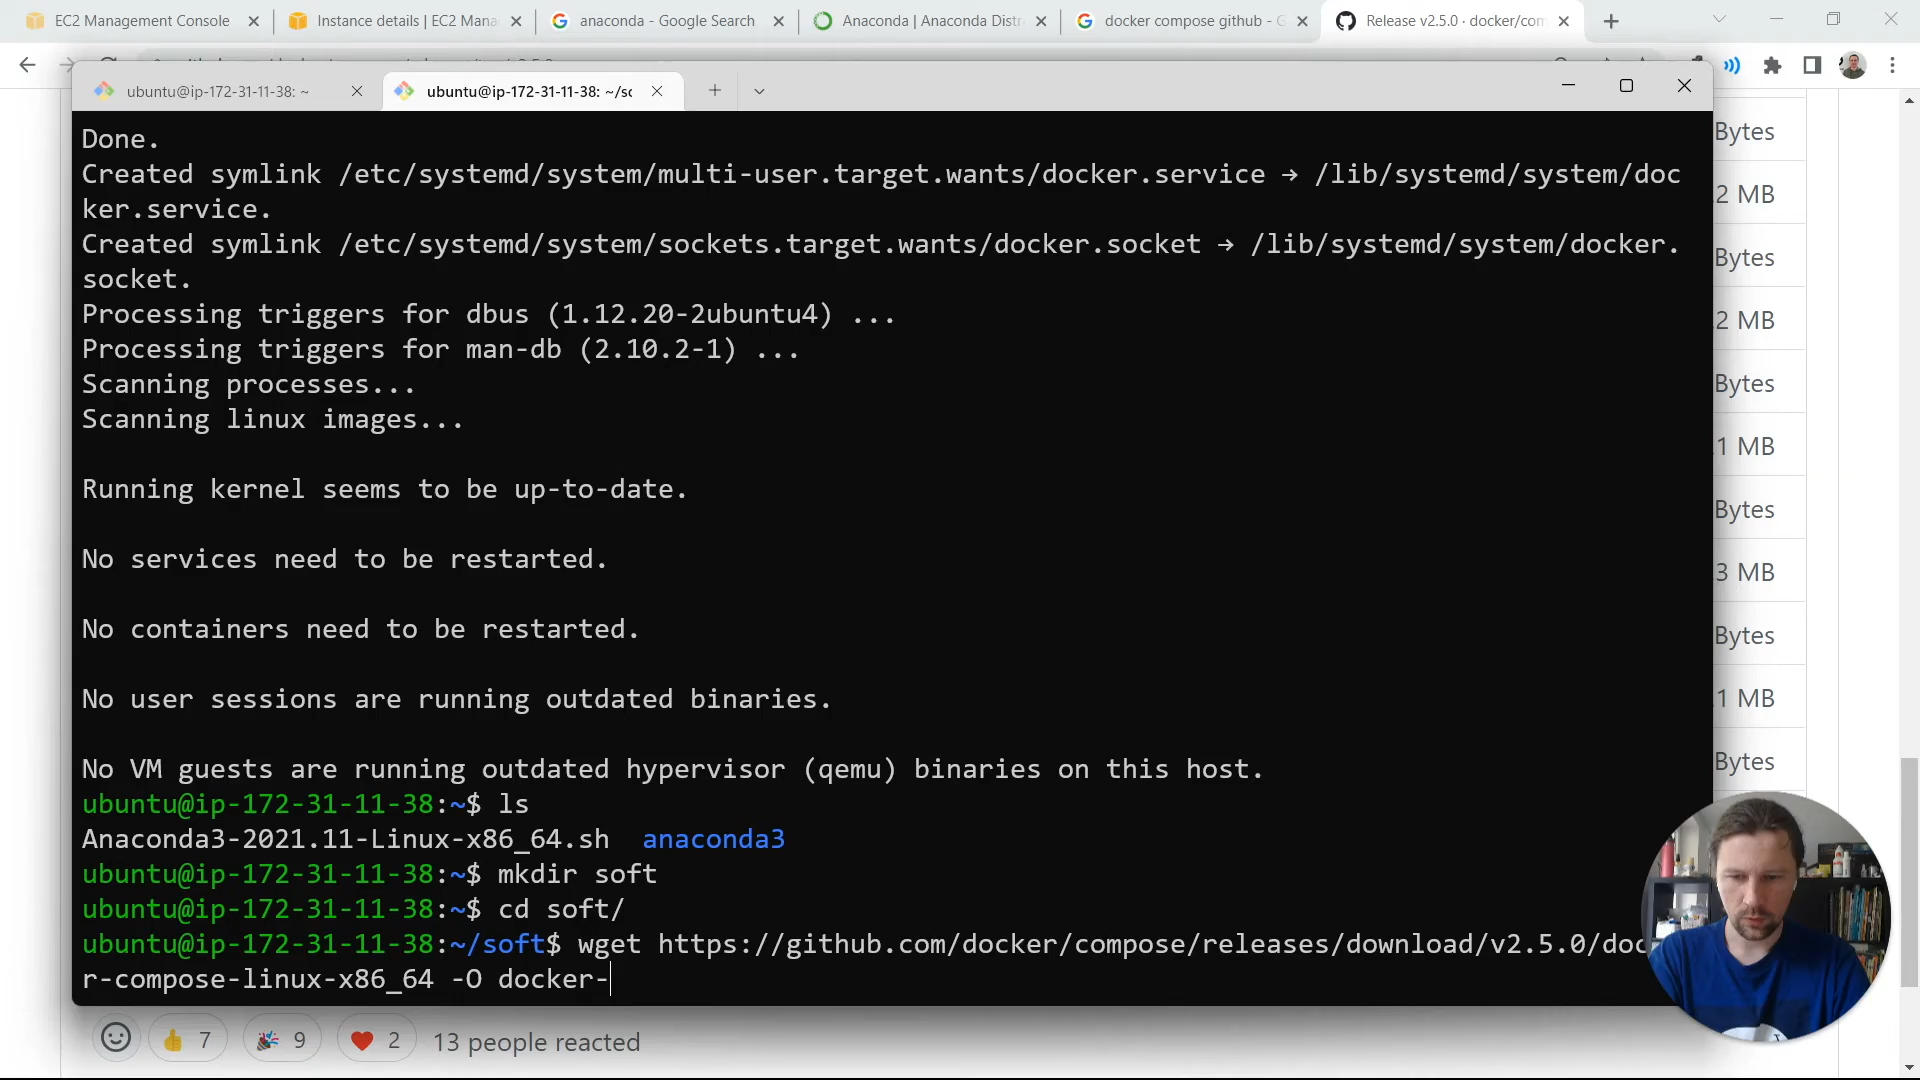 EC2 Management Console
Instance details | EC2 Mana
anaconda - Google Search
Anaconda | Anaconda Distr
docker compose github - G
Release v2.5.0 · docker/com
ubuntu@ip-172-31-11-38: ~
ubuntu@ip-172-31-11-38: ~/so
Done.
Created symlink /etc/systemd/system/multi-user.target.wants/docker.service → /lib/systemd/system/doc
ker.service.
Created symlink /etc/systemd/system/sockets.target.wants/docker.socket → /lib/systemd/system/docker.
socket.
Processing triggers for dbus (1.12.20-2ubuntu4) ...
Processing triggers for man-db (2.10.2-1) ...
Scanning processes...
Scanning linux images...
Running kernel seems to be up-to-date.
No services need to be restarted.
No containers need to be restarted.
No user sessions are running outdated binaries.
No VM guests are running outdated hypervisor (qemu) binaries on this host.
ubuntu@ip-172-31-11-38:~$ ls
Anaconda3-2021.11-Linux-x86_64.sh anaconda3
ubuntu@ip-172-31-11-38:~$ mkdir soft
ubuntu@ip-172-31-11-38:~$ cd soft/
ubuntu@ip-172-31-11-38:~/soft$ wget https://github.com/docker/compose/releases/download/v2.5.0/doc
r-compose-linux-x86_64 -O docker-
Bytes
2 MB
Bytes
2 MB
Bytes
1 MB
Bytes
3 MB
Bytes
1 MB
Bytes
7
9
2
13 people reacted